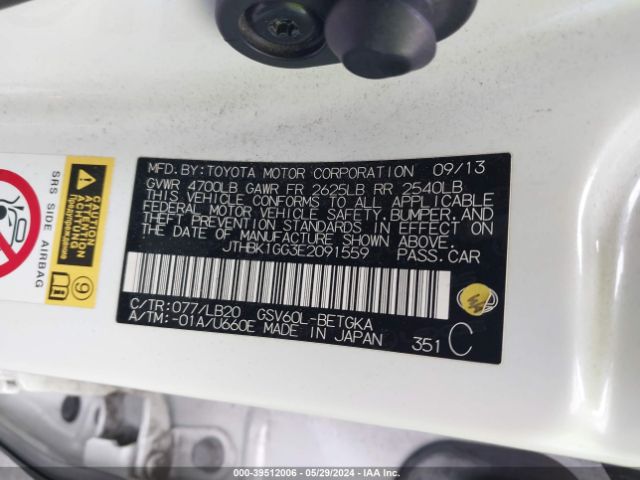 MFD.BY:TOYOTA MOTOR CORPORATION 09/13
GVWR 4700LB GAWR FR 2625LB RR 2540LB
THIS VEHICLE CONFORMS TO ALL APPLICABLE
FEDERAL MOTOR VEHICLE SAFETY,BUMPER,AND
THEFT PREVENTION STANDARDS IN EFFECT ON
THE DATE OF MANUFACTURE SHOWN ABOVE.
JTHBK1GG3E2091559 PASS.CAR
C/TR:077/LB20 GSV60L-BETGKA
A/TM:-01A/U660E MADE IN JAPAN 351 C
SRS SIDE AIRBAG
9
000-39512006 - 05/29/2024 - IAA Inc.